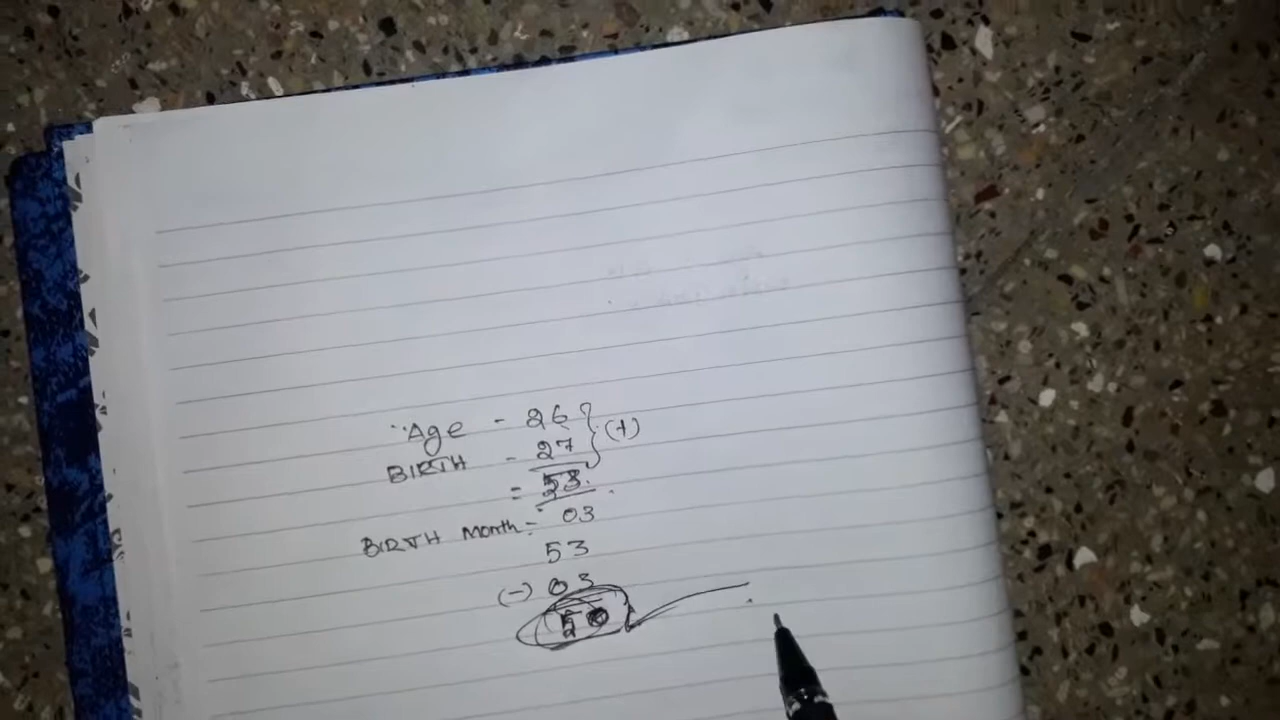 Age - 26
BIRTH - 27 } (+)
= 53.
BIRTH Month = 03
53
(-) 03
50